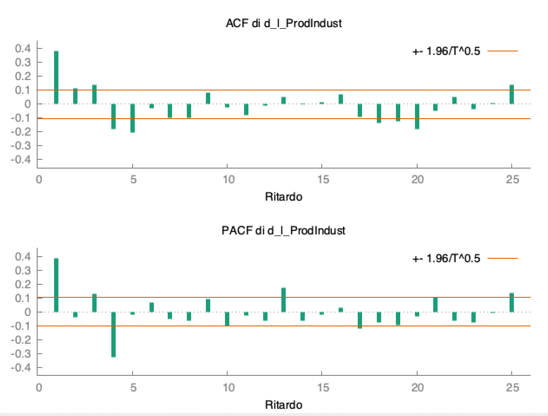 ACF di d_l_ProdIndust
+- 1.96/T^0.5
0.4
0.3
0.2
0.1
0
-0.1
-0.2
-0.3
-0.4
0 5 10 15 20 25
Ritardo
PACF di d_l_ProdIndust
+- 1.96/T^0.5
0.4
0.3
0.2
0.1
0
-0.1
-0.2
-0.3
-0.4
0 5 10 15 20 25
Ritardo